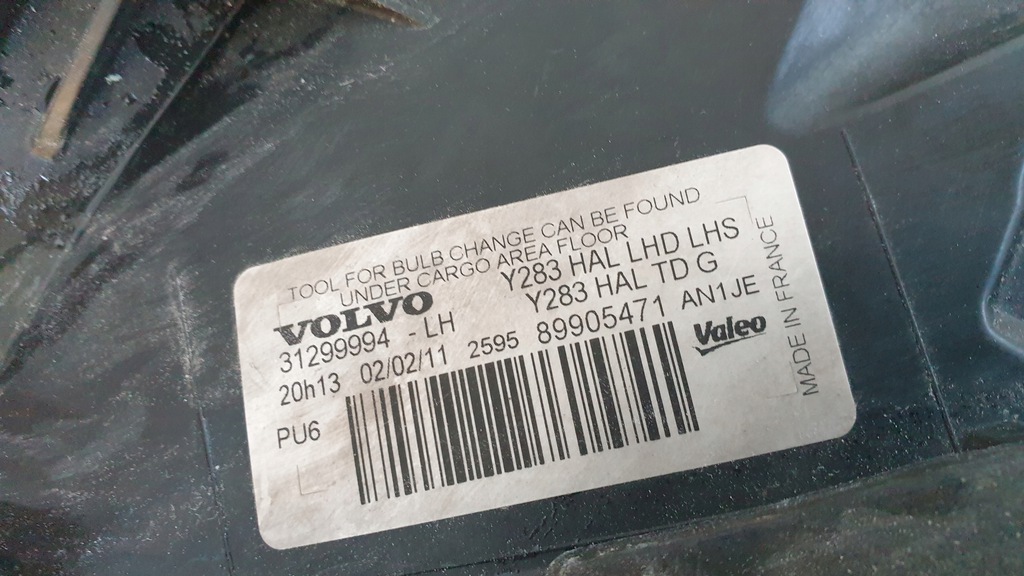 TOOL FOR BULB CHANGE CAN BE FOUND
UNDER CARGO AREA FLOOR
VOLVO Y283 HAL LHD LHS
31299994 -LH Y283 HAL TD G
20h13 02/02/11 2595 89905471 AN1JE
PU6 Valeo
MADE IN FRANCE